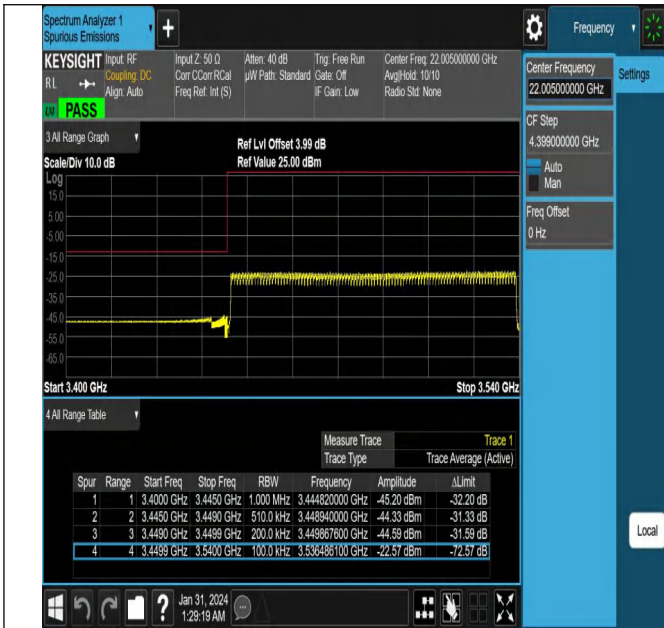 Spectrum Analyzer 1
Spurious Emissions
+
Frequency
KEYSIGHT
RL
Input: RF
Coupling: DC
Align: Auto
Input Z: 50 Ω
Corr CCorr RCal
Freq Ref: Int (S)
Atten: 40 dB
µW Path: Standard
Trig: Free Run
Gate: Off
IF Gain: Low
Center Freq: 22.005000000 GHz
Avg|Hold: 10/10
Radio Std: None
PASS
Center Frequency
22.005000000 GHz
Settings
CF Step
4.399000000 GHz
Auto
Man
Freq Offset
0 Hz
3 All Range Graph
Scale/Div 10.0 dB
Ref Lvl Offset 3.99 dB
Ref Value 25.00 dBm
Log
15.0
5.00
-5.00
-15.0
-25.0
-35.0
-45.0
-55.0
-65.0
Start 3.400 GHz
Stop 3.540 GHz
4 All Range Table
Measure Trace Trace 1
Trace Type Trace Average (Active)
Spur Range Start Freq Stop Freq RBW Frequency Amplitude ΔLimit
1 1 3.4000 GHz 3.4450 GHz 1.000 MHz 3.444820000 GHz -45.20 dBm -32.20 dB
2 2 3.4450 GHz 3.4490 GHz 510.0 kHz 3.448940000 GHz -44.33 dBm -31.33 dB
3 3 3.4490 GHz 3.4499 GHz 200.0 kHz 3.449867600 GHz -44.59 dBm -31.59 dB
4 4 3.4499 GHz 3.5400 GHz 100.0 kHz 3.536486100 GHz -22.57 dBm -72.57 dB
Local
?
Jan 31, 2024
1:29:19 AM